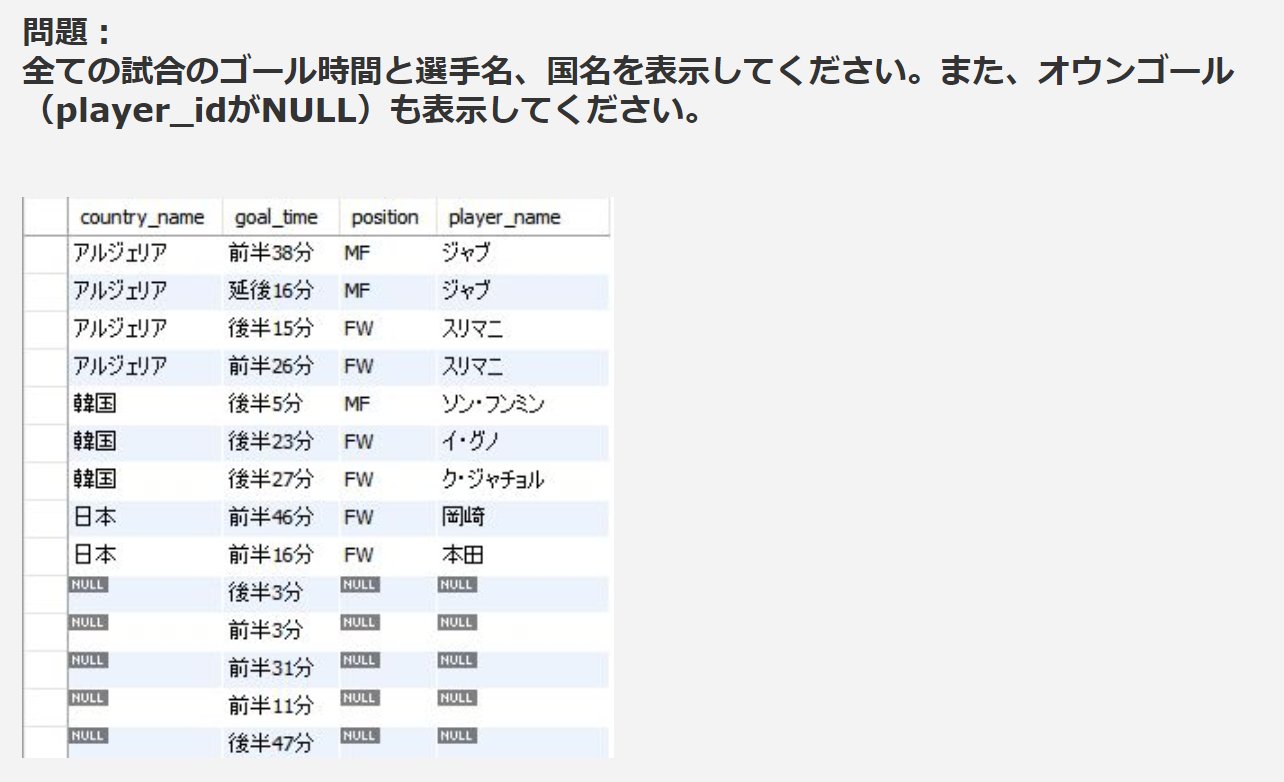 問題：
全ての試合のゴール時間と選手名、国名を表示してください。また、オウンゴール
（player_idがNULL）も表示してください。
country_name goal_time position player_name
アルジェリア 前半38分 MF ジャブ
アルジェリア 延後16分 MF ジャブ
アルジェリア 後半15分 FW スリマニ
アルジェリア 前半26分 FW スリマニ
韓国 後半5分 MF ソン・フンミン
韓国 後半23分 FW イ・グノ
韓国 後半27分 FW ク・ジャチョル
日本 前半46分 FW 岡崎
日本 前半16分 FW 本田
NULL 後半3分 NULL NULL
NULL 前半3分 NULL NULL
NULL 前半31分 NULL NULL
NULL 前半11分 NULL NULL
NULL 後半47分 NULL NULL